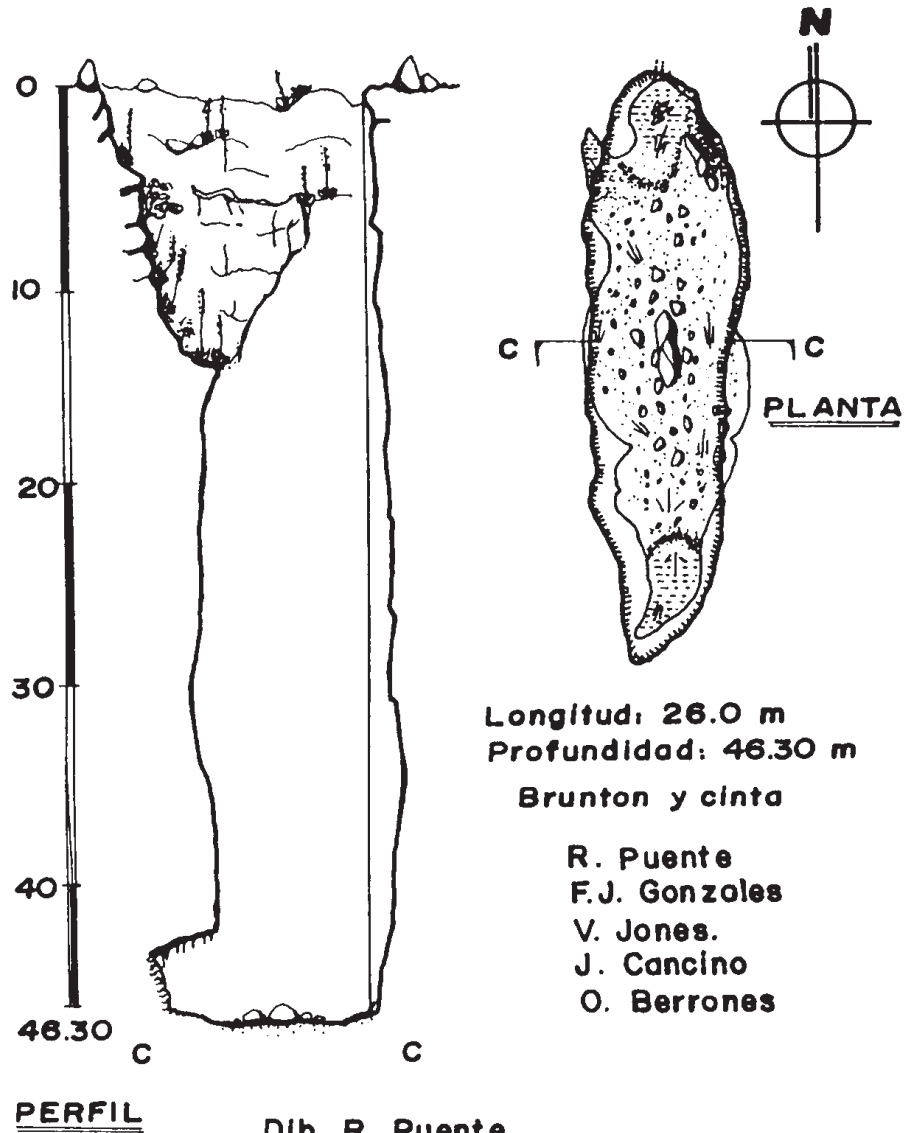 N
0
10
20
30
40
46.30
C C
PLANTA
Longitud: 26.0 m
Profundidad: 46.30 m
Brunton y cinta
R. Puente
F.J. Gonzales
V. Jones.
J. Cancino
O. Berrones
C C
PERFIL
Dib. R. Puente